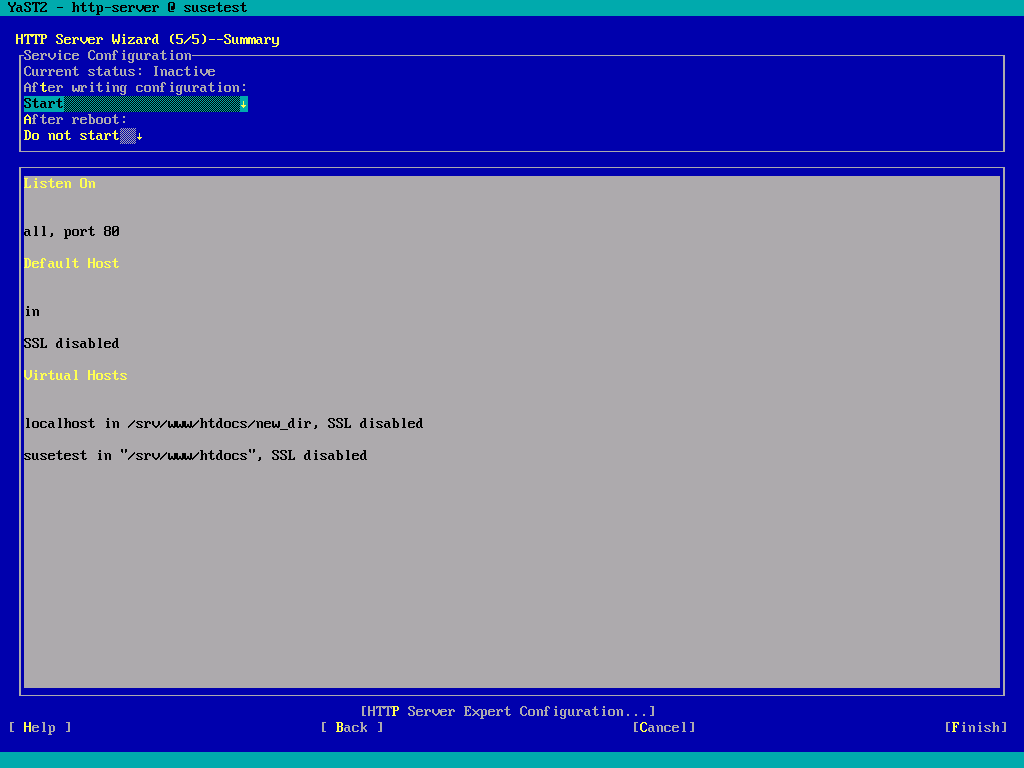 YaST2 - http-server @ susetest
HTTP Server Wizard (5/5)--Summary
Service Configuration
Current status: Inactive
After writing configuration:
Start ↓
After reboot:
Do not start ↓
Listen On
all, port 80
Default Host
in
SSL disabled
Virtual Hosts
localhost in /srv/www/htdocs/new_dir, SSL disabled
susetest in "/srv/www/htdocs", SSL disabled
[HTTP Server Expert Configuration...]
[ Help ] [ Back ] [Cancel] [Finish]